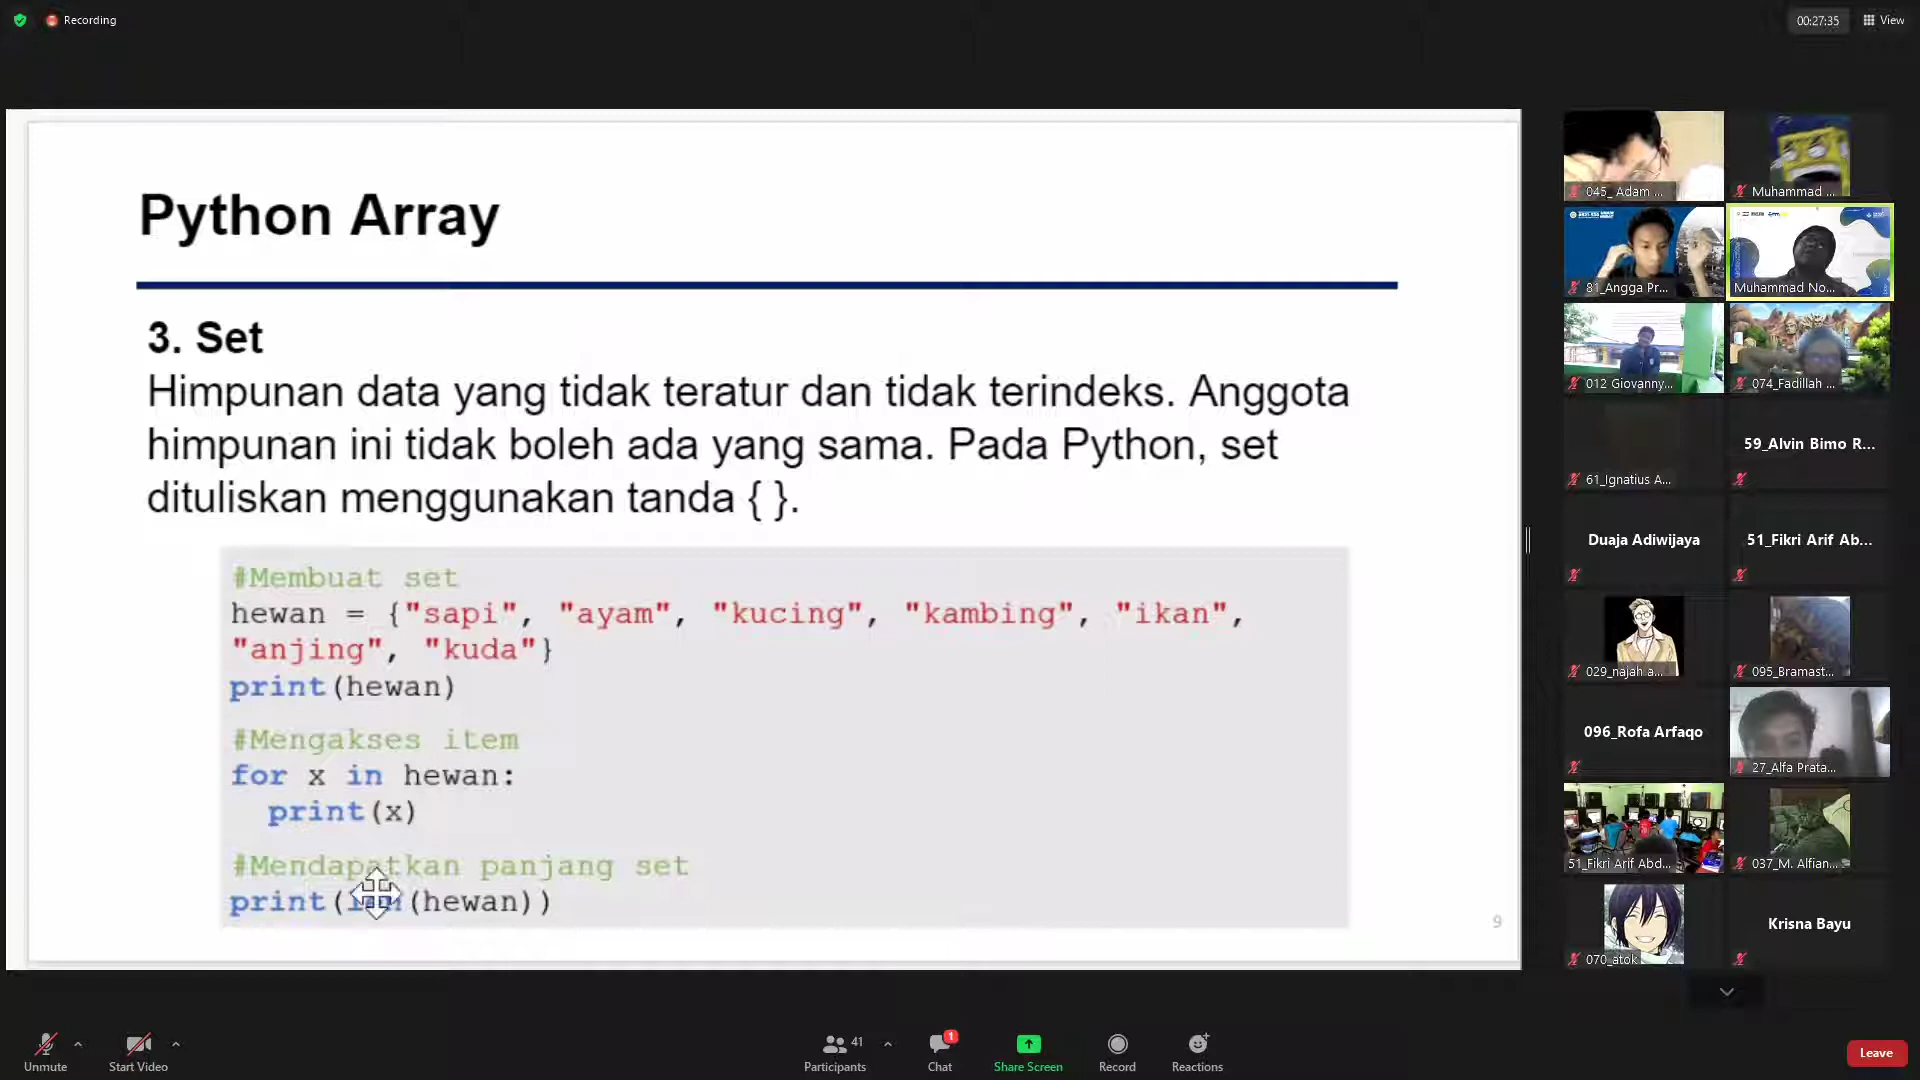 Recording
00:27:35
View
Python Array
3. Set
Himpunan data yang tidak teratur dan tidak terindeks. Anggota
himpunan ini tidak boleh ada yang sama. Pada Python, set
dituliskan menggunakan tanda { }.
#Membuat set
hewan = {"sapi", "ayam", "kucing", "kambing", "ikan",
"anjing", "kuda"}
print(hewan)
#Mengakses item
for x in hewan:
print(x)
#Mendapatkan panjang set
print(len(hewan))
9
045_ Adam ...
Muhammad ...
81_Angga Pr...
Muhammad No...
012 Giovanny...
074_Fadillah ...
61_Ignatius A...
59_Alvin Bimo R...
Duaja Adiwijaya
51_Fikri Arif Ab...
029_najah a...
095_Bramast...
096_Rofa Arfaqo
27_Alfa Prata...
51_Fikri Arif Abd...
037_M. Alfian...
070_atok
Krisna Bayu
Unmute
Start Video
41
Participants
1
Chat
Share Screen
Record
Reactions
Leave